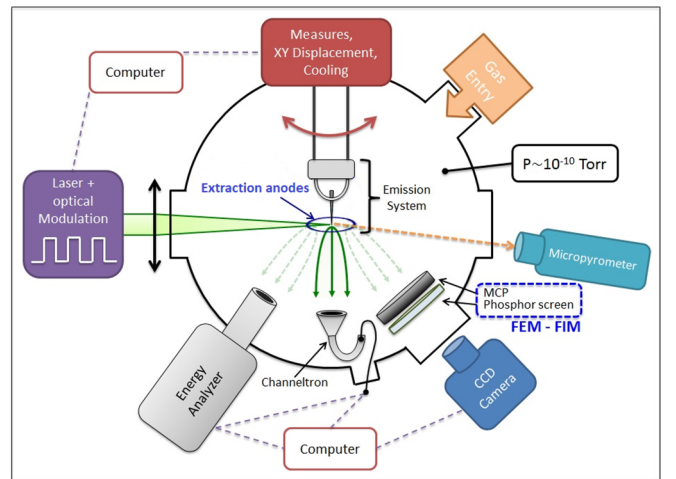 Measures,
XY Displacement,
Cooling
Computer
Gas
Entry
P~10⁻¹⁰ Torr
Laser +
optical
Modulation
Extraction anodes
Emission
System
Micropyrometer
MCP
Phosphor screen
FEM - FIM
Energy
Analyzer
Channeltron
CCD
Camera
Computer